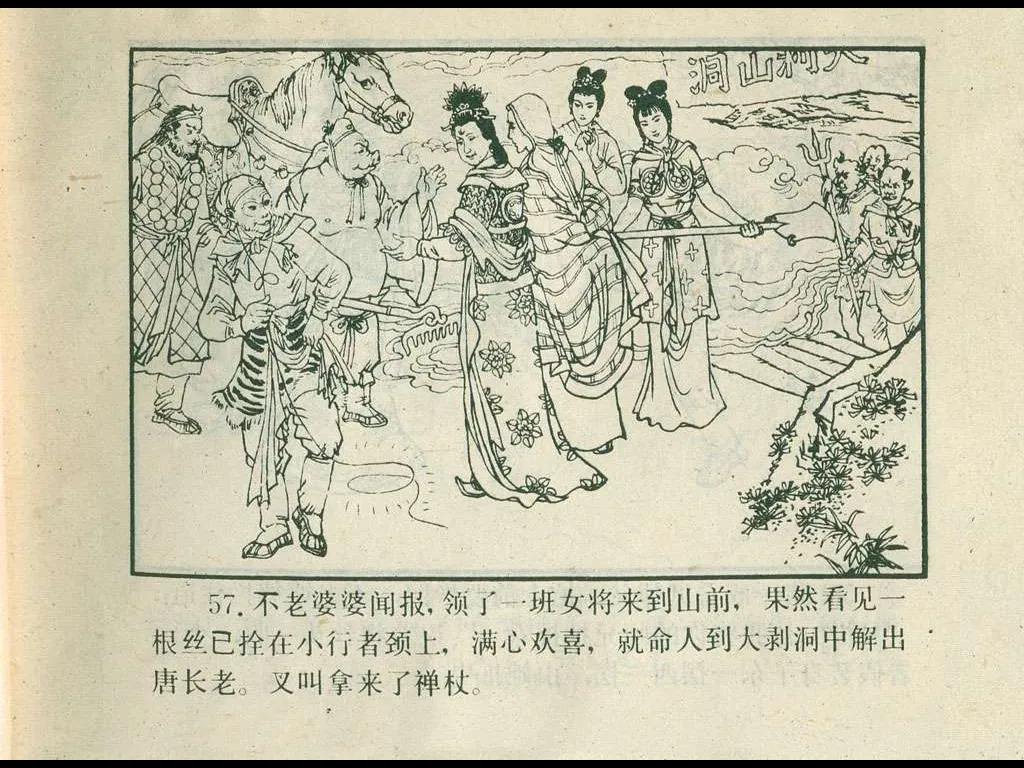 大剥山洞
57. 不老婆婆闻报, 领了一班女将来到山前, 果然看见一
根丝已拴在小行者颈上, 满心欢喜, 就命人到大剥洞中解出
唐长老。又叫拿来了禅杖。